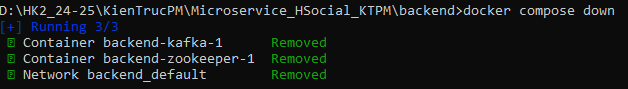 D:\HK2_24-25\KienTrucPM\Microservice_HSocial_KTPM\backend>docker compose down
[+] Running 3/3
Container backend-kafka-1 Removed
Container backend-zookeeper-1 Removed
Network backend_default Removed